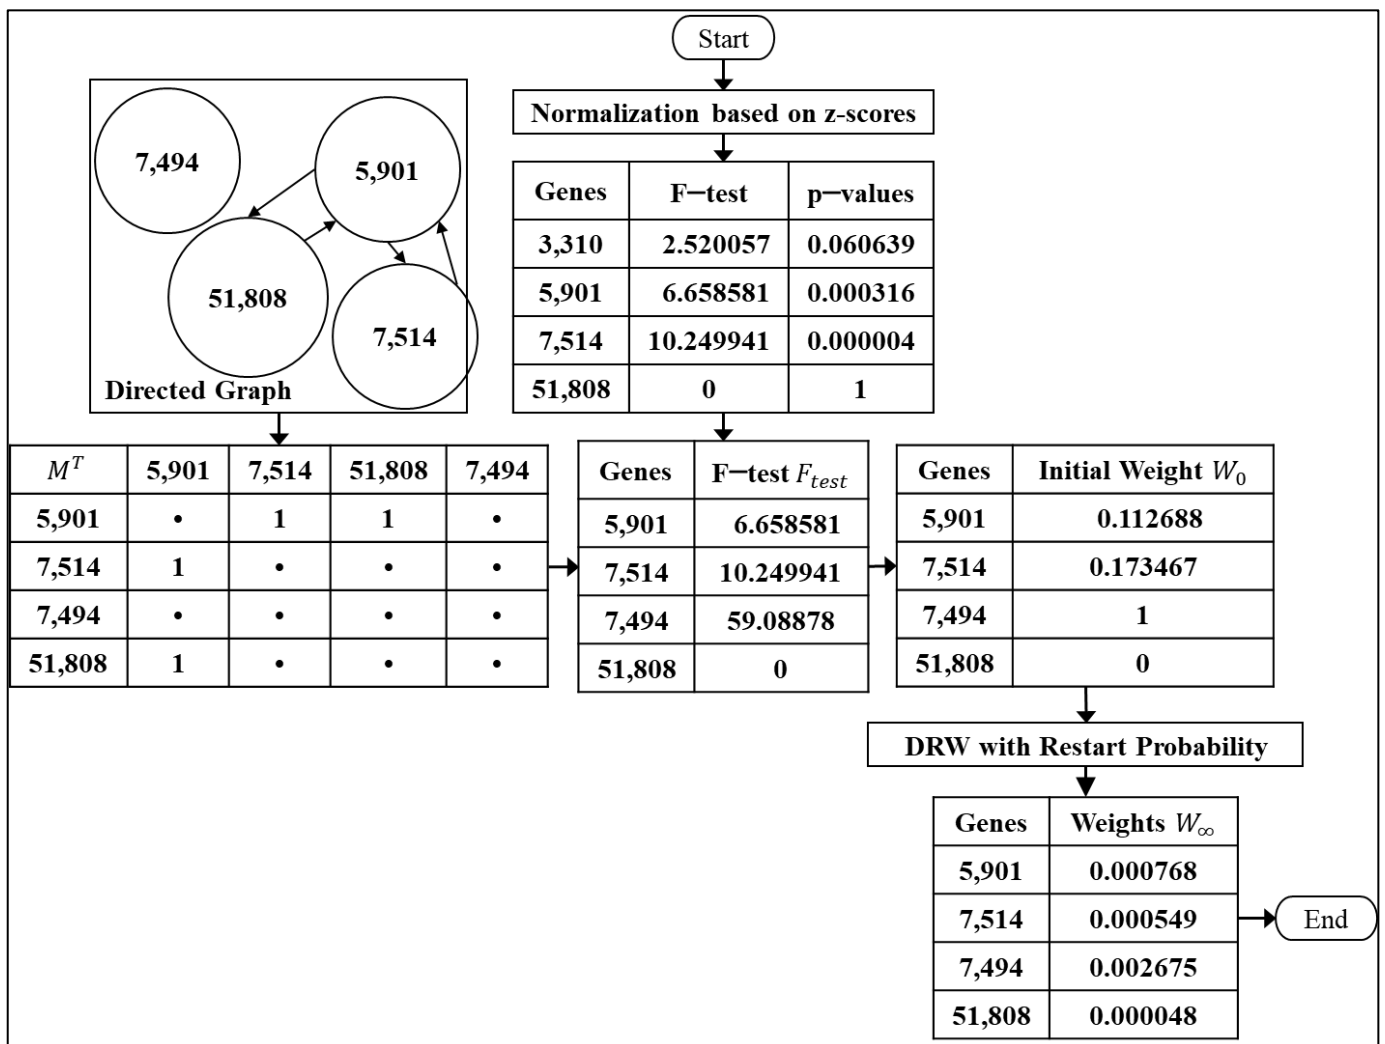 Start
Normalization based on z-scores
7,494
5,901
51,808
7,514
Directed Graph
Genes F−test p−values
3,310 2.520057 0.060639
5,901 6.658581 0.000316
7,514 10.249941 0.000004
51,808 0 1
M^T 5,901 7,514 51,808 7,494
5,901 • 1 1 •
7,514 1 • • •
7,494 • • • •
51,808 1 • • •
Genes F−test F_test
5,901 6.658581
7,514 10.249941
7,494 59.08878
51,808 0
Genes Initial Weight W_0
5,901 0.112688
7,514 0.173467
7,494 1
51,808 0
DRW with Restart Probability
Genes Weights W_∞
5,901 0.000768
7,514 0.000549
7,494 0.002675
51,808 0.000048
End